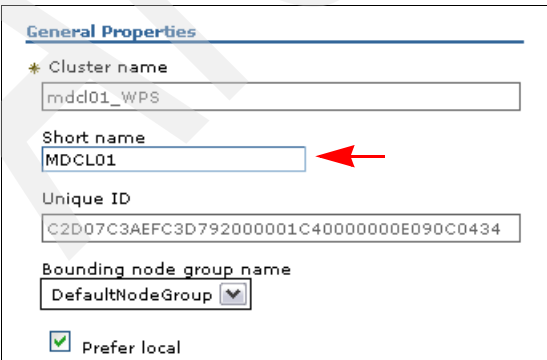 General Properties
* Cluster name
mdcl01_WPS
Short name
MDCL01
Unique ID
C2D07C3AEFC3D792000001C40000000E090C0434
Bounding node group name
DefaultNodeGroup
Prefer local